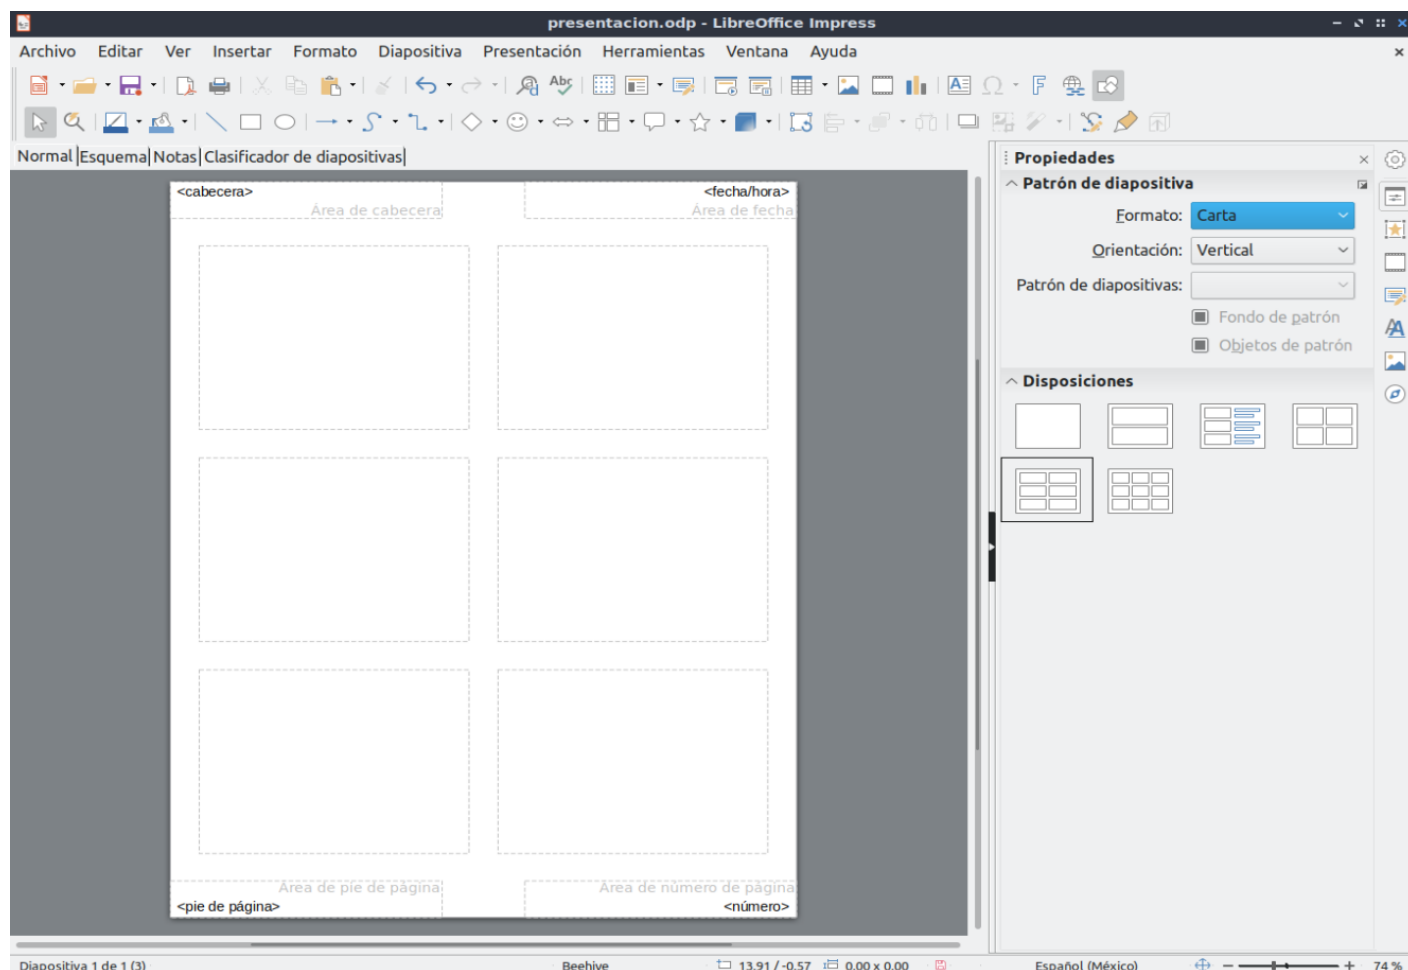 presentacion.odp - LibreOffice Impress
Archivo Editar Ver Insertar Formato Diapositiva Presentación Herramientas Ventana Ayuda
Normal Esquema Notas Clasificador de diapositivas
Propiedades
Patrón de diapositiva
Formato: Carta
Orientación: Vertical
Patrón de diapositivas:
Fondo de patrón
Objetos de patrón
Disposiciones
<cabecera> <fecha/hora>
Área de cabecera Área de fecha
Área de pie de página Área de número de página
<pie de página> <número>
Diapositiva 1 de 1 (3) Beehive 13.91 / -0.57 0.00 x 0.00 Español (México) 74 %